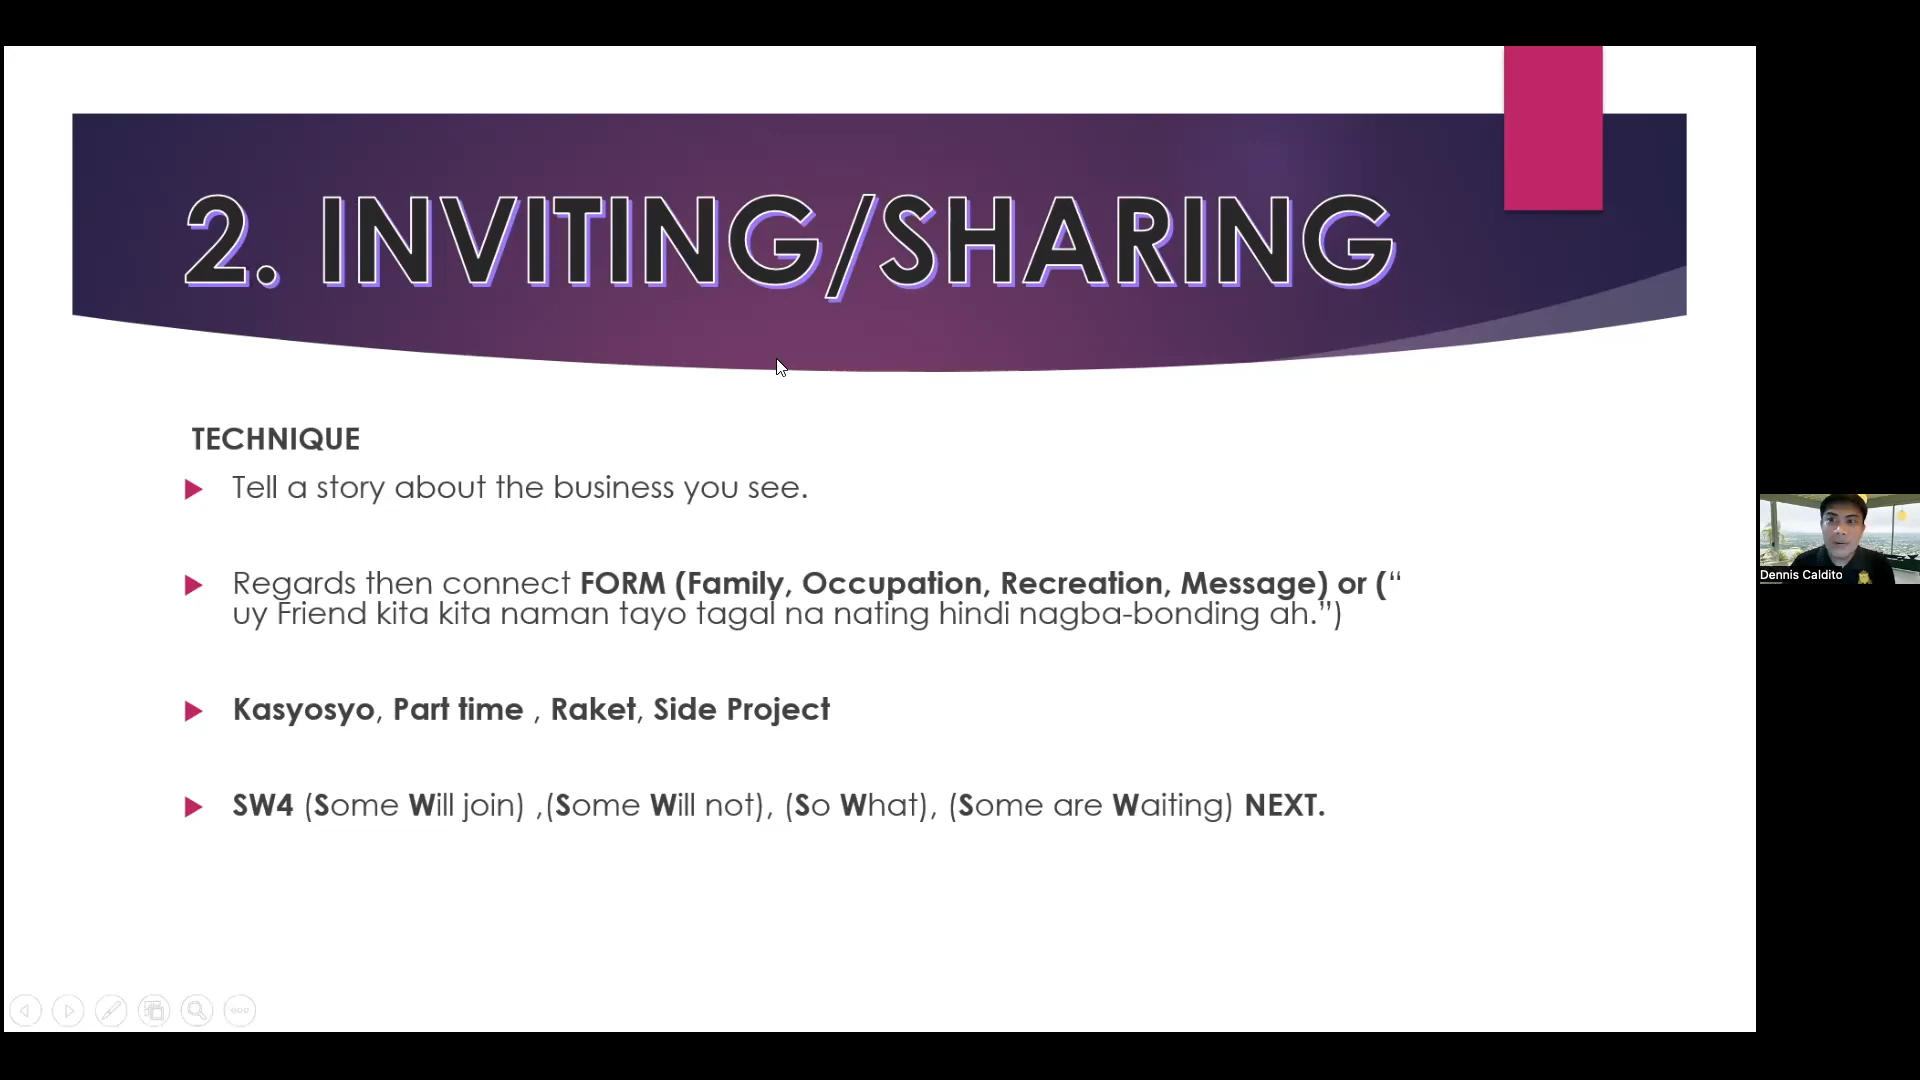 2. INVITING/SHARING
TECHNIQUE
Tell a story about the business you see.
Regards then connect FORM (Family, Occupation, Recreation, Message) or (“
uy Friend kita kita naman tayo tagal na nating hindi nagba-bonding ah.”)
Kasyosyo, Part time , Raket, Side Project
SW4 (Some Will join) ,(Some Will not), (So What), (Some are Waiting) NEXT.
Dennis Caldito